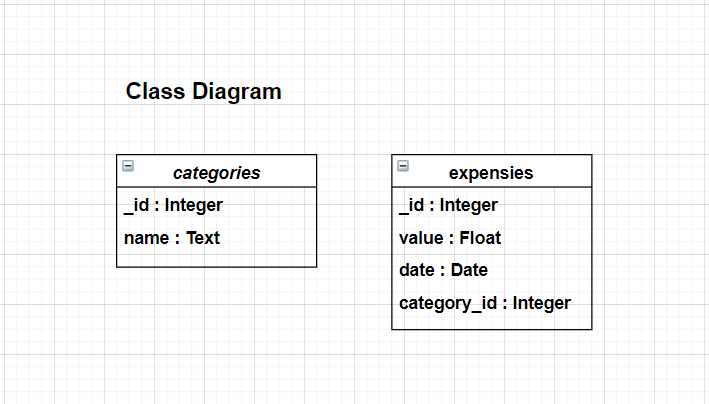 Class Diagram
categories
_id : Integer
name : Text
expensies
_id : Integer
value : Float
date : Date
category_id : Integer